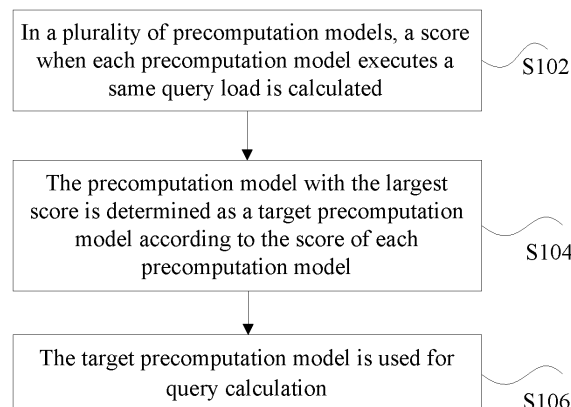 In a plurality of precomputation models, a score
when each precomputation model executes a
same query load is calculated
S102
The precomputation model with the largest
score is determined as a target precomputation
model according to the score of each
precomputation model
S104
The target precomputation model is used for
query calculation
S106